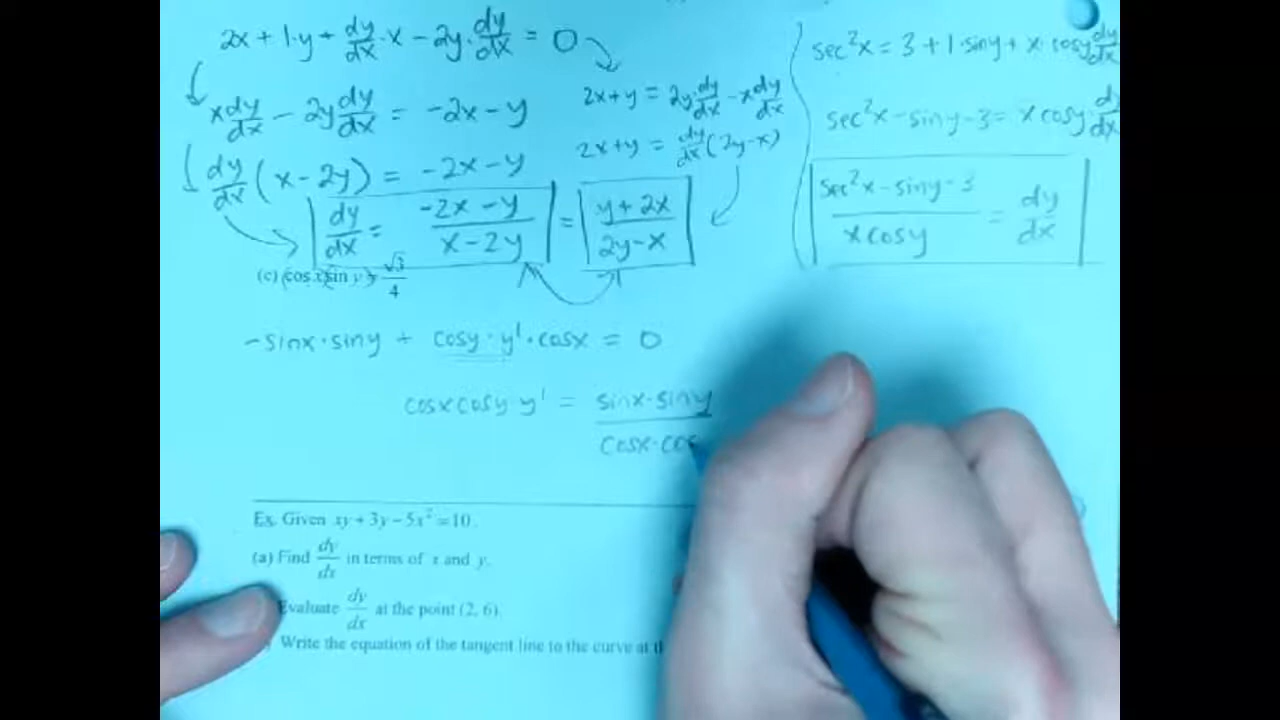 2x + 1·y + dy/dx · x − 2y · dy/dx = 0
x dy/dx − 2y dy/dx = −2x − y
dy/dx (x − 2y) = −2x − y
dy/dx = (−2x − y)/(x − 2y) = (y + 2x)/(2y − x)
2x + y = 2y dy/dx − x dy/dx
2x + y = dy/dx (2y − x)
sec²x = 3 + 1·siny + x·cosy dy/dx
sec²x − siny − 3 = x cosy d/dx
(sec²x − siny − 3)/(x cosy) = dy/dx
(c) cos x sin y = √3/4
−sinx·siny + cosy·y'·cosx = 0
cosx cosy y' = sinx·siny
cosx·cos
Ex. Given xy + 3y − 5x² = 10.
(a) Find dy/dx in terms of x and y.
Evaluate dy/dx at the point (2, 6).
Write the equation of the tangent line to the curve at